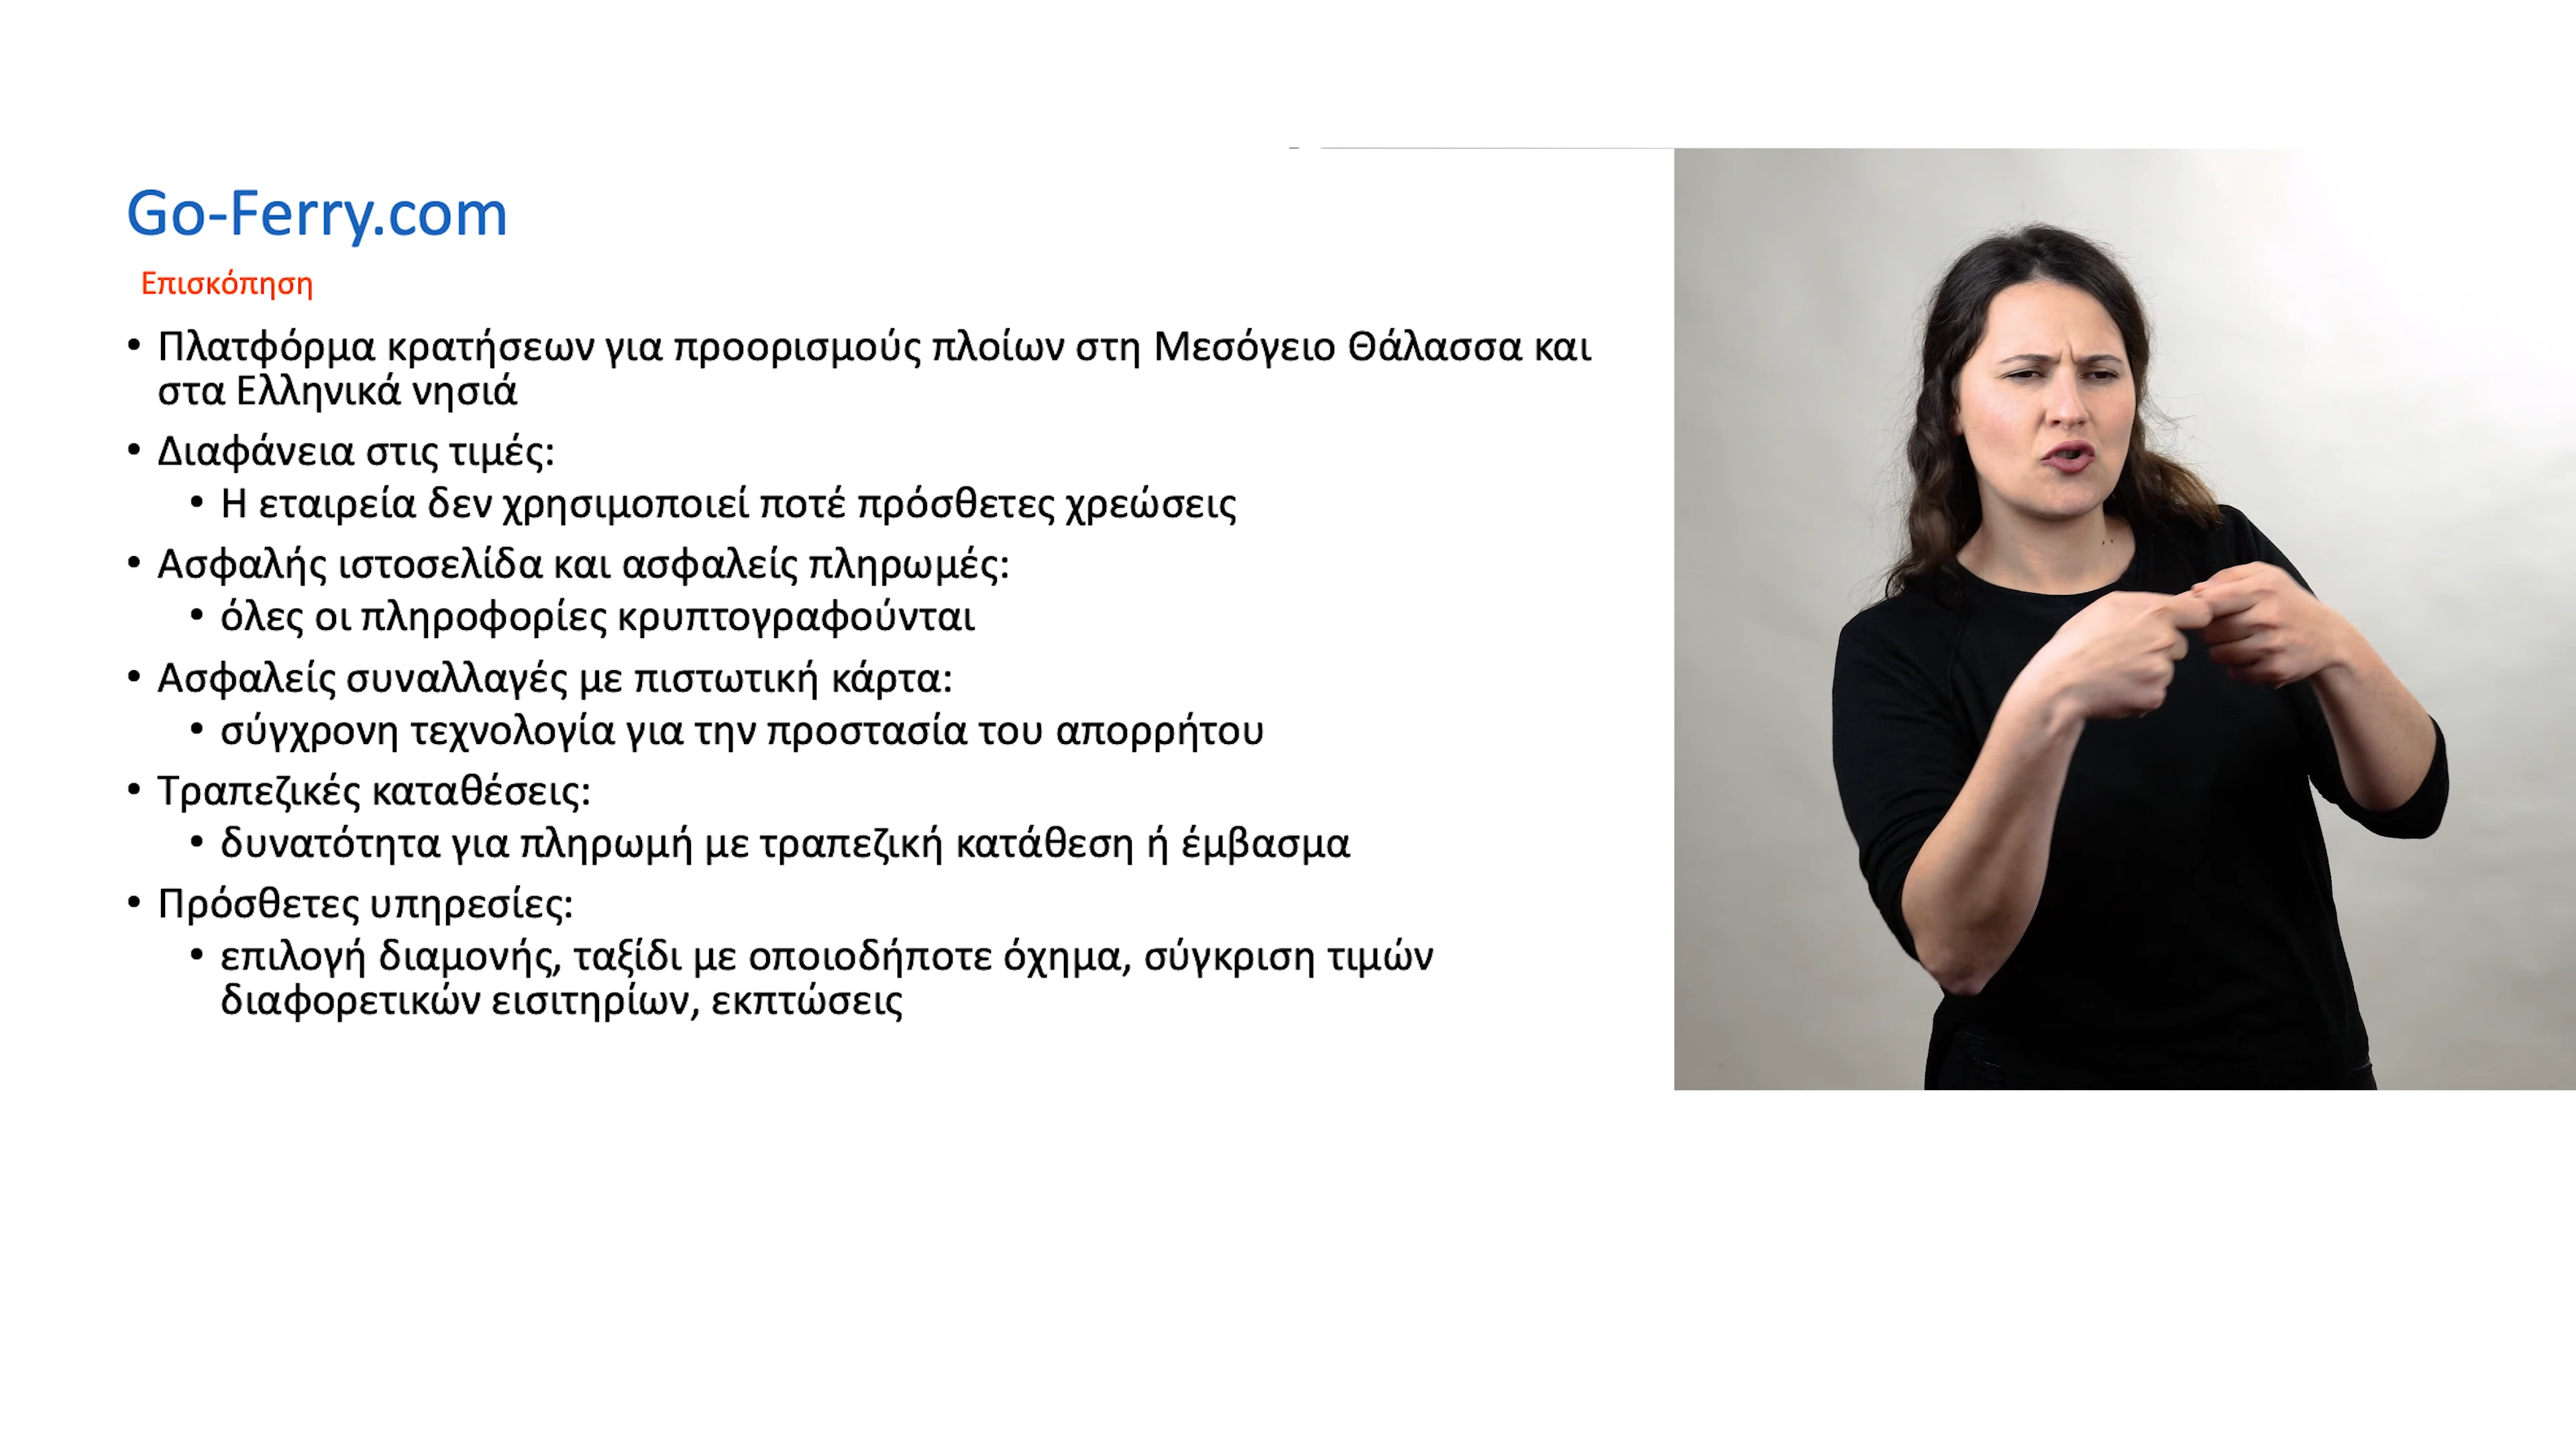 Go-Ferry.com
Επισκόπηση
• Πλατφόρμα κρατήσεων για προορισμούς πλοίων στη Μεσόγειο Θάλασσα και
στα Ελληνικά νησιά
• Διαφάνεια στις τιμές:
• Η εταιρεία δεν χρησιμοποιεί ποτέ πρόσθετες χρεώσεις
• Ασφαλής ιστοσελίδα και ασφαλείς πληρωμές:
• όλες οι πληροφορίες κρυπτογραφούνται
• Ασφαλείς συναλλαγές με πιστωτική κάρτα:
• σύγχρονη τεχνολογία για την προστασία του απορρήτου
• Τραπεζικές καταθέσεις:
• δυνατότητα για πληρωμή με τραπεζική κατάθεση ή έμβασμα
• Πρόσθετες υπηρεσίες:
• επιλογή διαμονής, ταξίδι με οποιοδήποτε όχημα, σύγκριση τιμών
διαφορετικών εισιτηρίων, εκπτώσεις